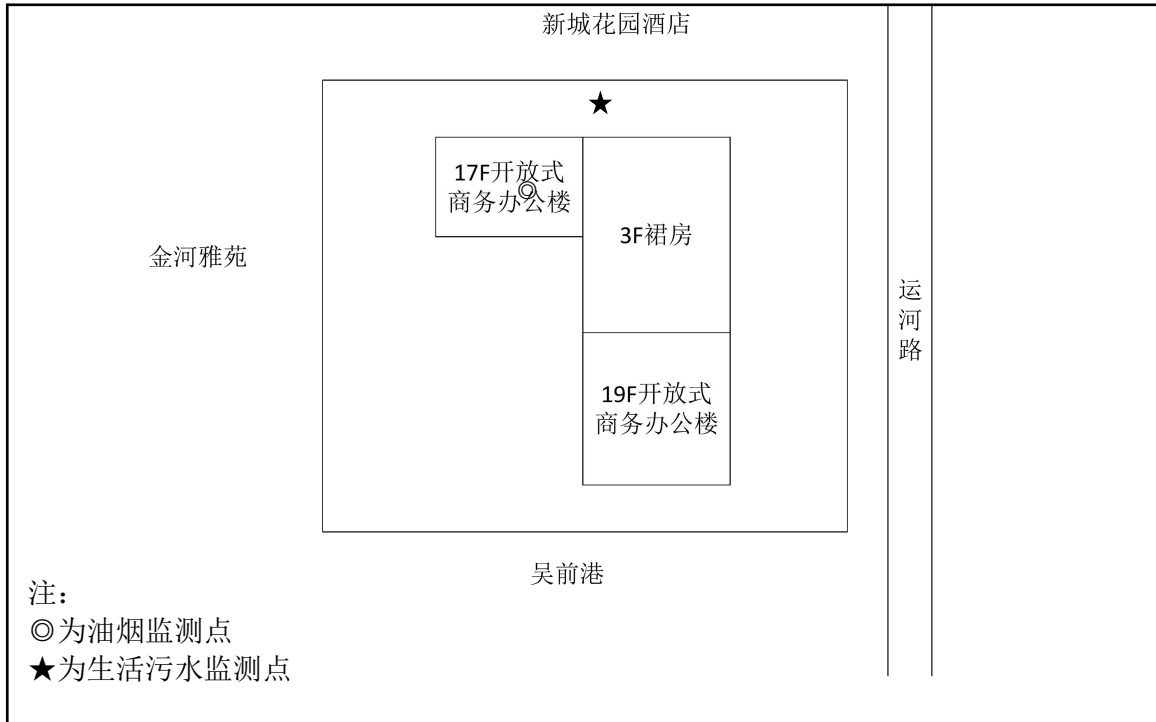 新城花园酒店
★
17F开放式
商务办公楼
◎
3F裙房
金河雅苑
运
河
路
19F开放式
商务办公楼
吴前港
注：
◎为油烟监测点
★为生活污水监测点